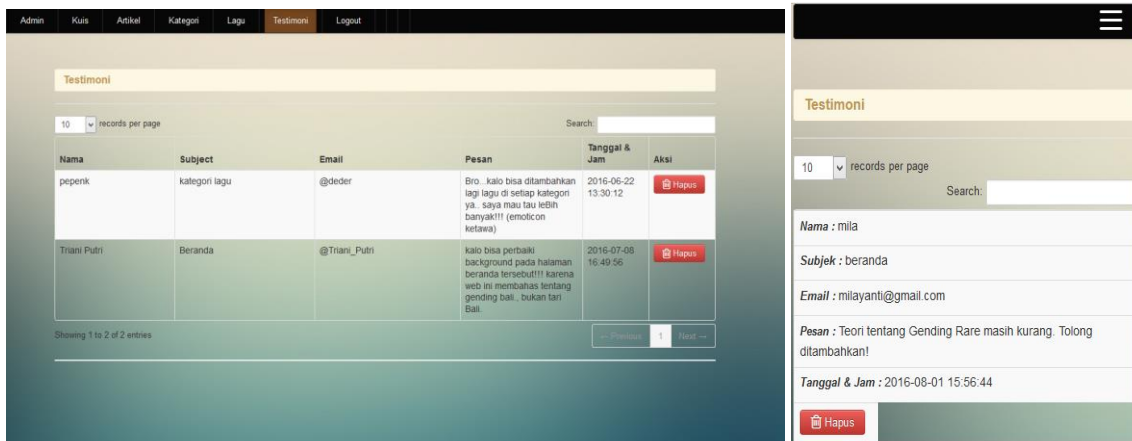 Admin Kuis Artikel Kategori Lagu Testimoni Logout
Testimoni
10 records per page Search:
Nama Subject Email Pesan Tanggal & Jam Aksi
pepenk kategori lagu @deder Bro...kalo bisa ditambahkan 2016-06-22 Hapus
lagi lagu di setiap kategori 13:30:12
ya.. saya mau tau leBih
banyak!!! (emoticon
ketawa)
Triani Putri Beranda @Triani_Putri kalo bisa perbaiki 2016-07-08 Hapus
background pada halaman 16:49:56
beranda tersebut!!! karena
web ini membahas tentang
gending bali., bukan tari
Bali.
Showing 1 to 2 of 2 entries ← Previous 1 Next →
Testimoni
10 records per page
Search:
Nama : mila
Subjek : beranda
Email : milayanti@gmail.com
Pesan : Teori tentang Gending Rare masih kurang. Tolong
ditambahkan!
Tanggal & Jam : 2016-08-01 15:56:44
Hapus